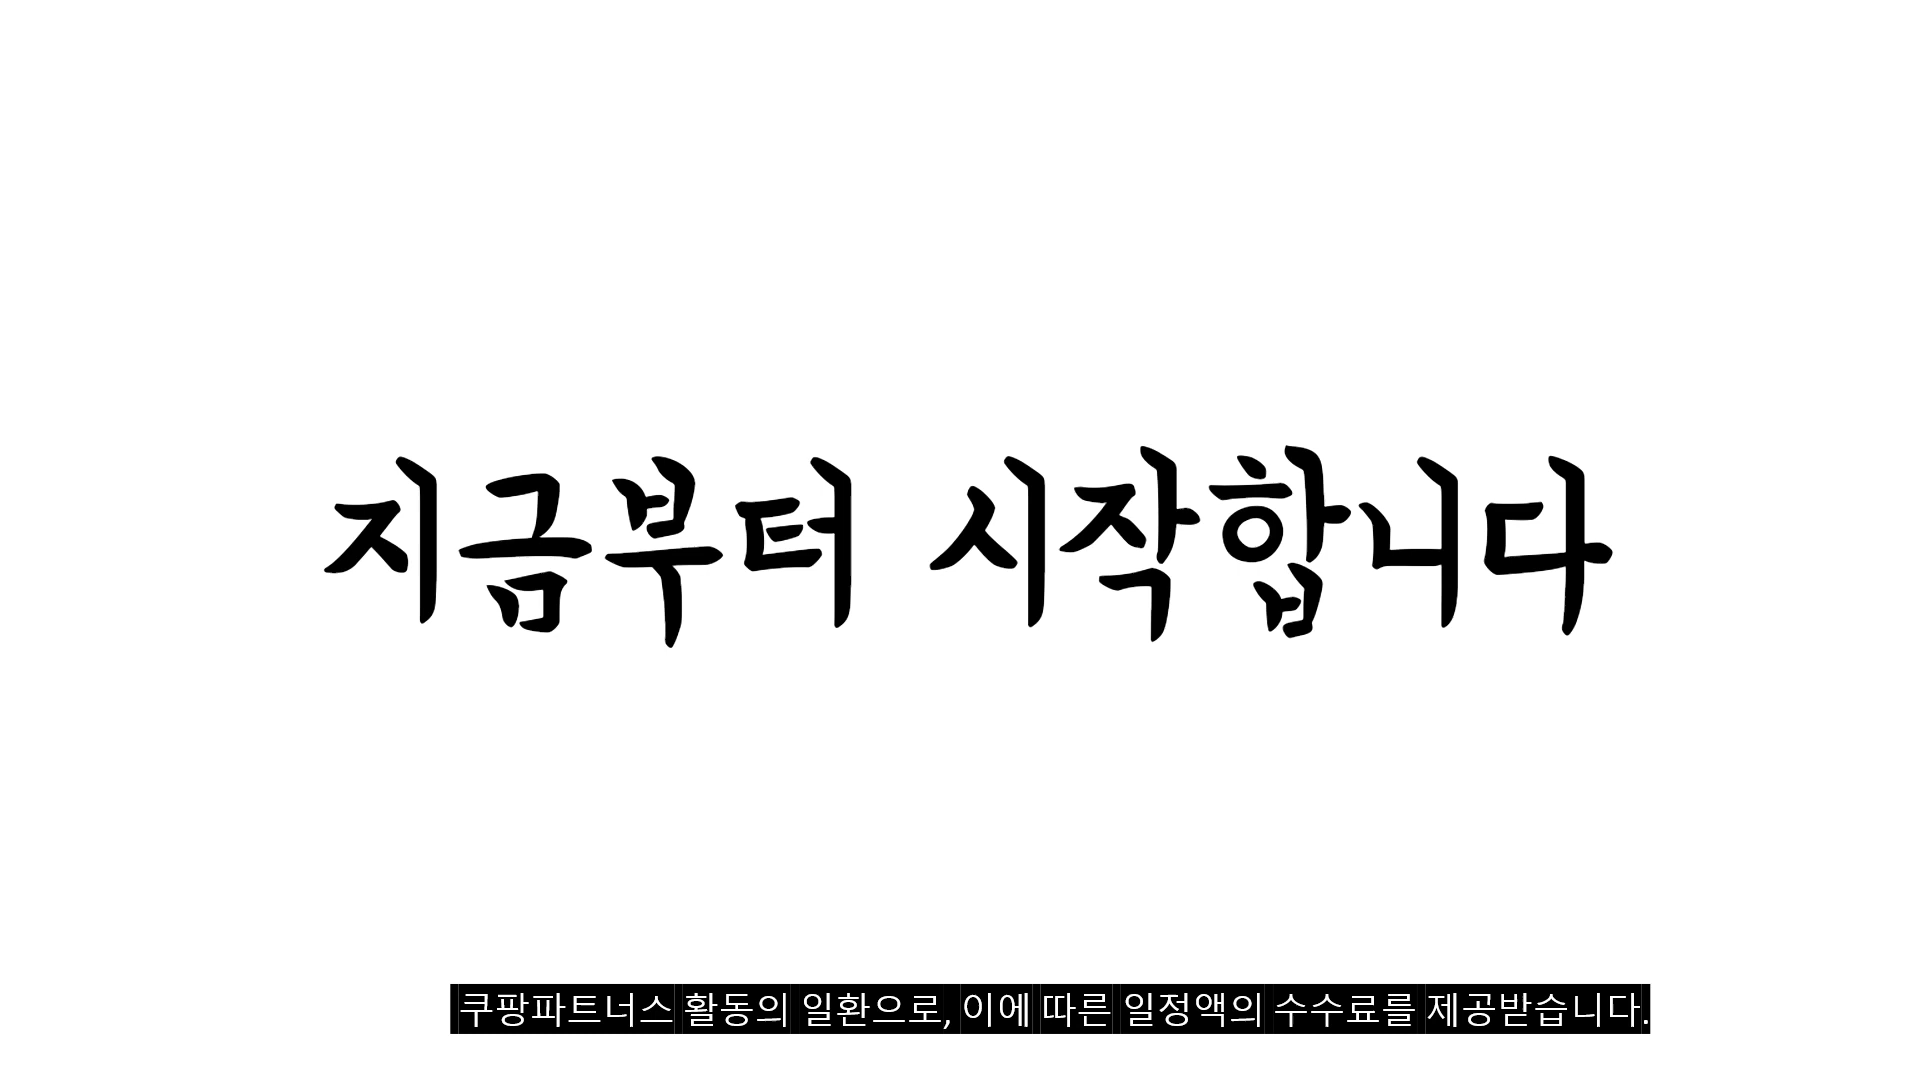 지금부터 시작합니다
쿠팡파트너스 활동의 일환으로, 이에 따른 일정액의 수수료를 제공받습니다.